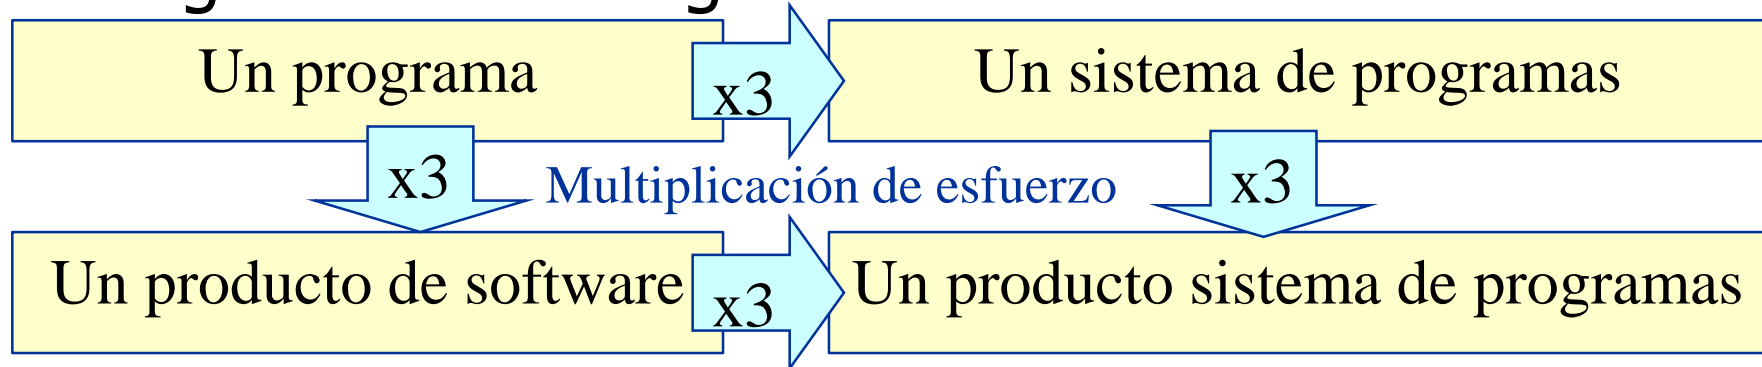 Un programa x3 Un sistema de programas
x3 Multiplicación de esfuerzo x3
Un producto de software x3 Un producto sistema de programas